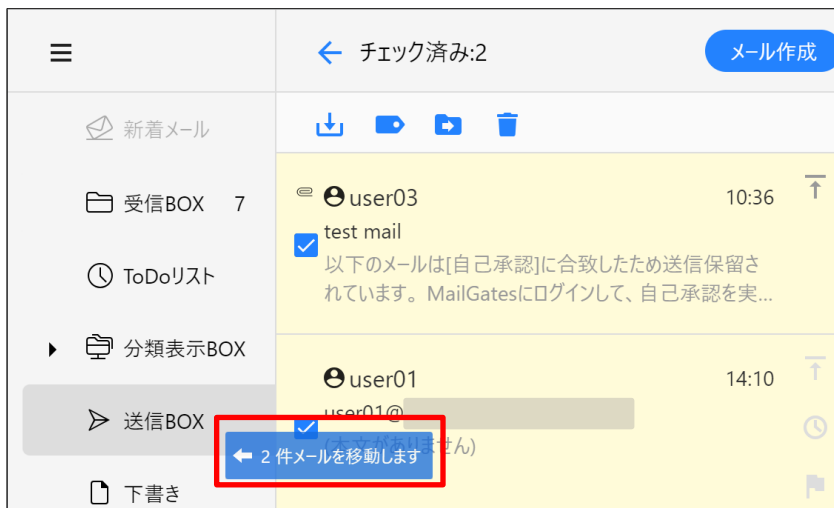 チェック済み:2
メール作成
新着メール
受信BOX 7
ToDoリスト
分類表示BOX
送信BOX
下書き
user03 10:36
test mail
以下のメールは[自己承認]に合致したため送信保留さ
れています。MailGatesにログインして、自己承認を実...
user01 14:10
user01@
(本文がありません)
2 件メールを移動します